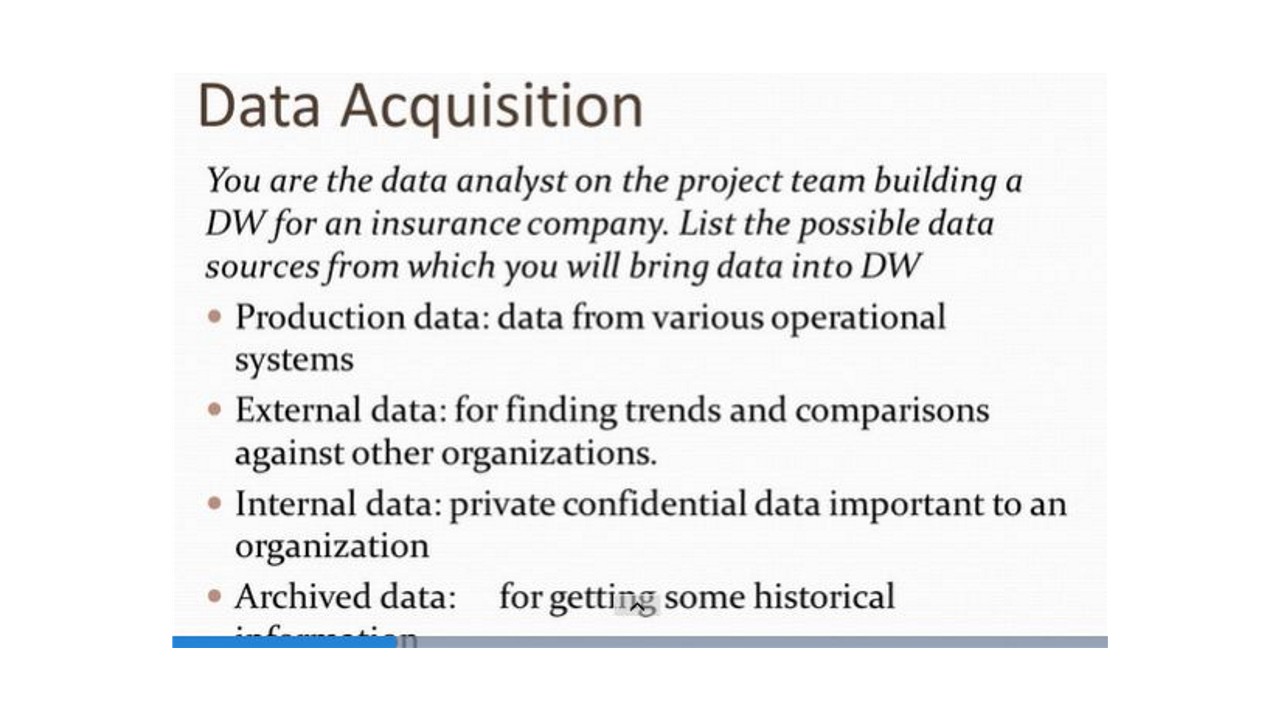 Data Acquisition
You are the data analyst on the project team building a
DW for an insurance company. List the possible data
sources from which you will bring data into DW
• Production data: data from various operational
systems
• External data: for finding trends and comparisons
against other organizations.
• Internal data: private confidential data important to an
organization
• Archived data: for getting some historical
information